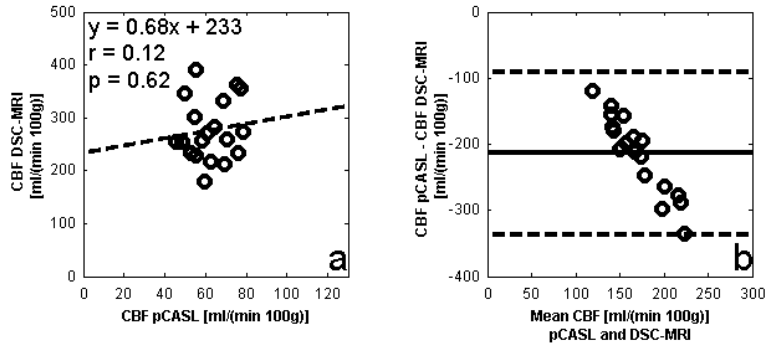 500
400
300
200
100
0
CBF DSC-MRI
[ml/(min 100g)]
y = 0.68x + 233
r = 0.12
p = 0.62
a
0 20 40 60 80 100 120
CBF pCASL [ml/(min 100g)]
0
-100
-200
-300
-400
CBF pCASL - CBF DSC-MRI
[ml/(min 100g)]
b
0 50 100 150 200 250 300
Mean CBF [ml/(min 100g)]
pCASL and DSC-MRI